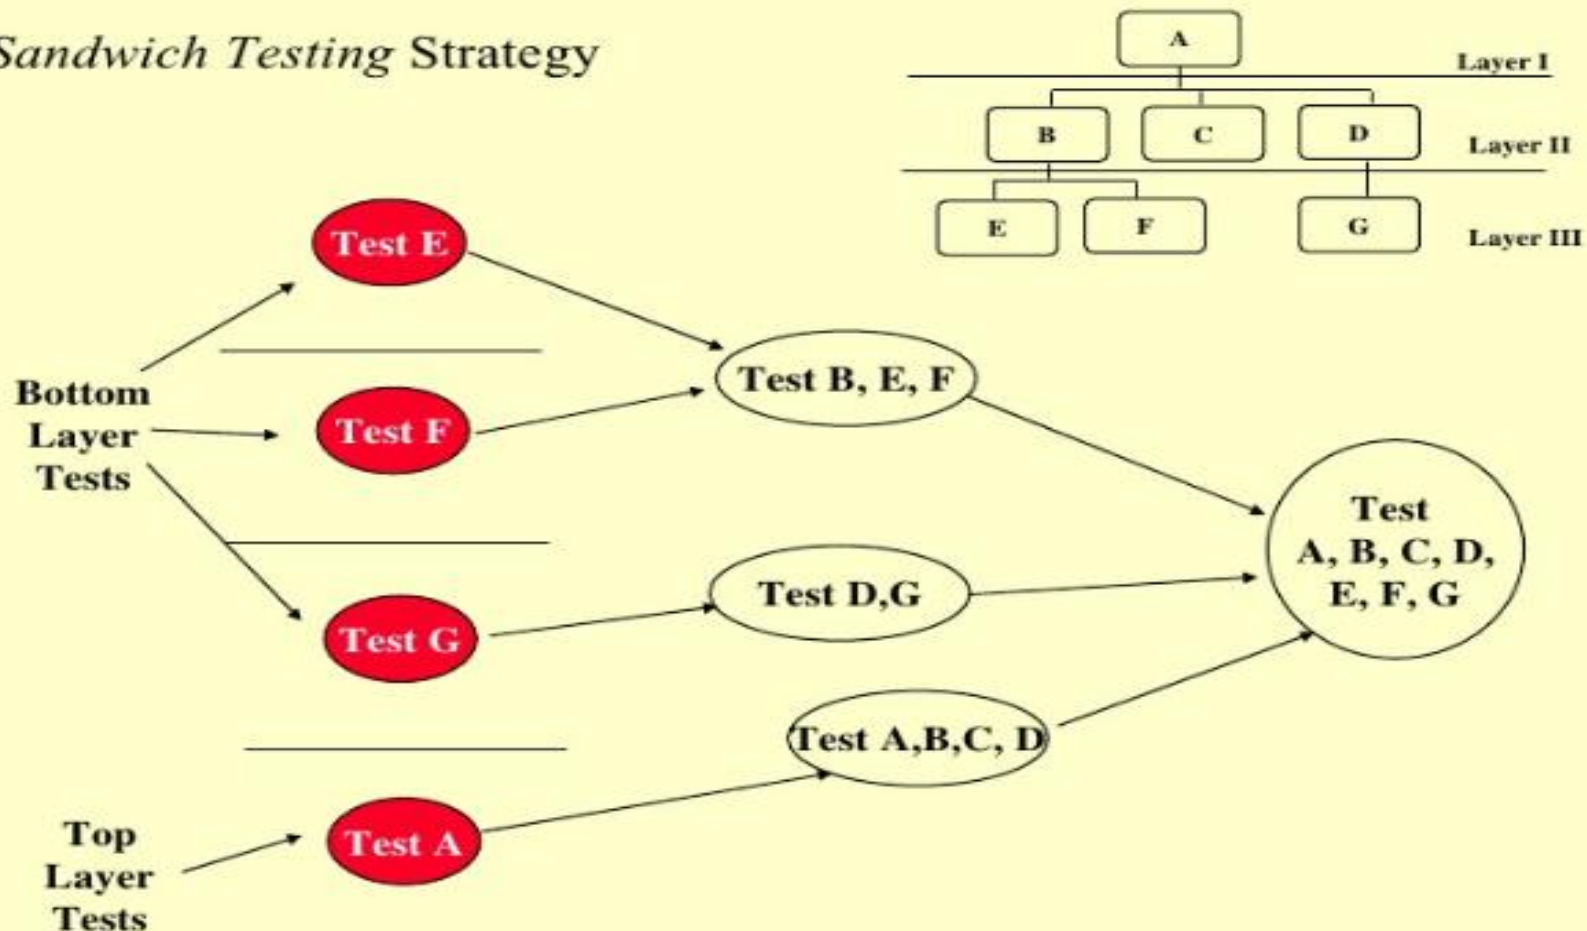 Sandwich Testing Strategy
A
Layer I
B
C
D
Layer II
E
F
G
Layer III
Test E
Bottom
Layer
Tests
Test F
Test B, E, F
Test
A, B, C, D,
E, F, G
Test D,G
Test G
Test A,B,C, D
Top
Layer
Tests
Test A